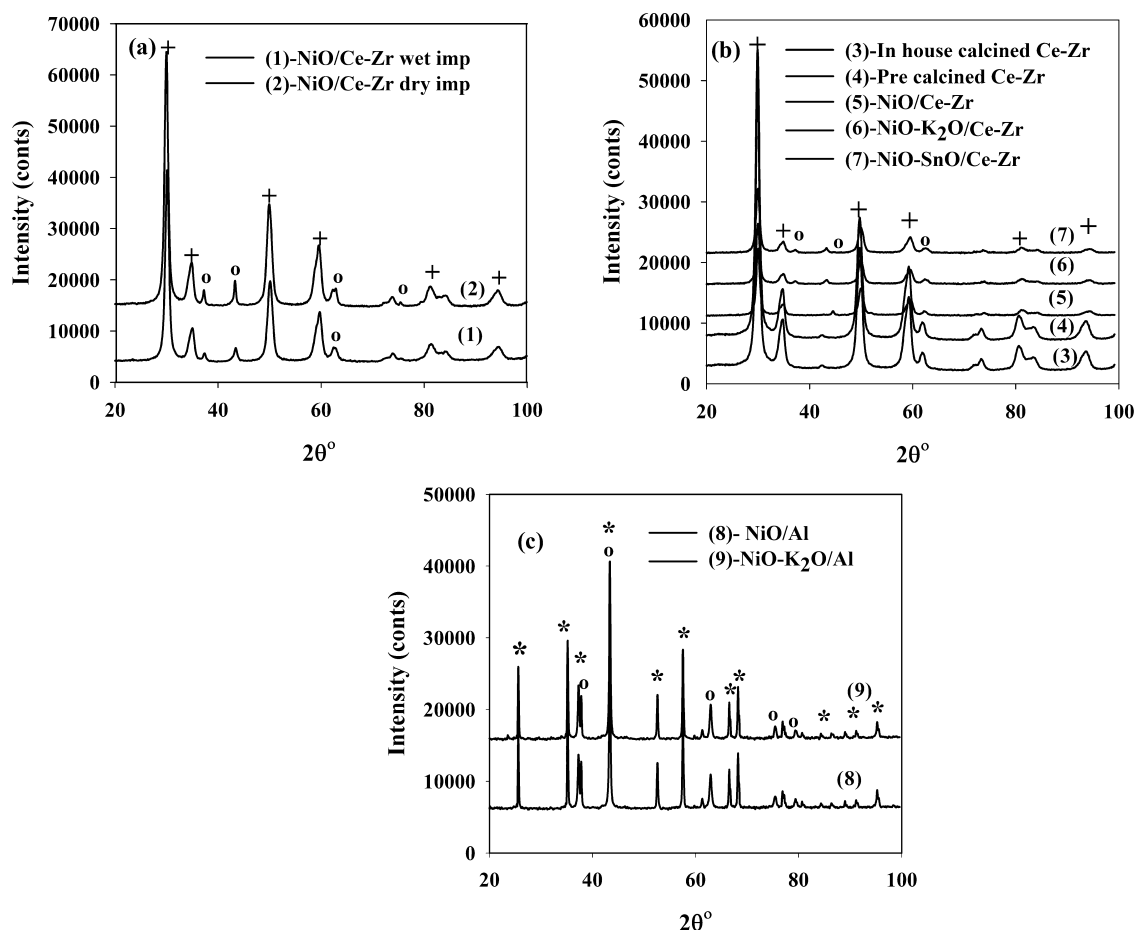 (a)
(1)-NiO/Ce-Zr wet imp
(2)-NiO/Ce-Zr dry imp
70000
60000
50000
40000
30000
20000
10000
0
Intensity (conts)
+
+
+
+
+
+
o
o
o
o
(2)
(1)
o
20
40
60
80
100
2θº
(b)
(3)-In house calcined Ce-Zr
(4)-Pre calcined Ce-Zr
(5)-NiO/Ce-Zr
(6)-NiO-K2O/Ce-Zr
(7)-NiO-SnO/Ce-Zr
60000
50000
40000
30000
20000
10000
0
Intensity (conts)
+
+
+
+
+
+
o
o
o
(7)
(6)
(5)
(4)
(3)
20
40
60
80
100
2θº
(c)
(8)- NiO/Al
(9)-NiO-K2O/Al
50000
40000
30000
20000
10000
0
Intensity (conts)
*
o
*
*
*
*
o
*
*
*
o
o
o
(9)
*
*
*
(8)
20
40
60
80
100
2θº